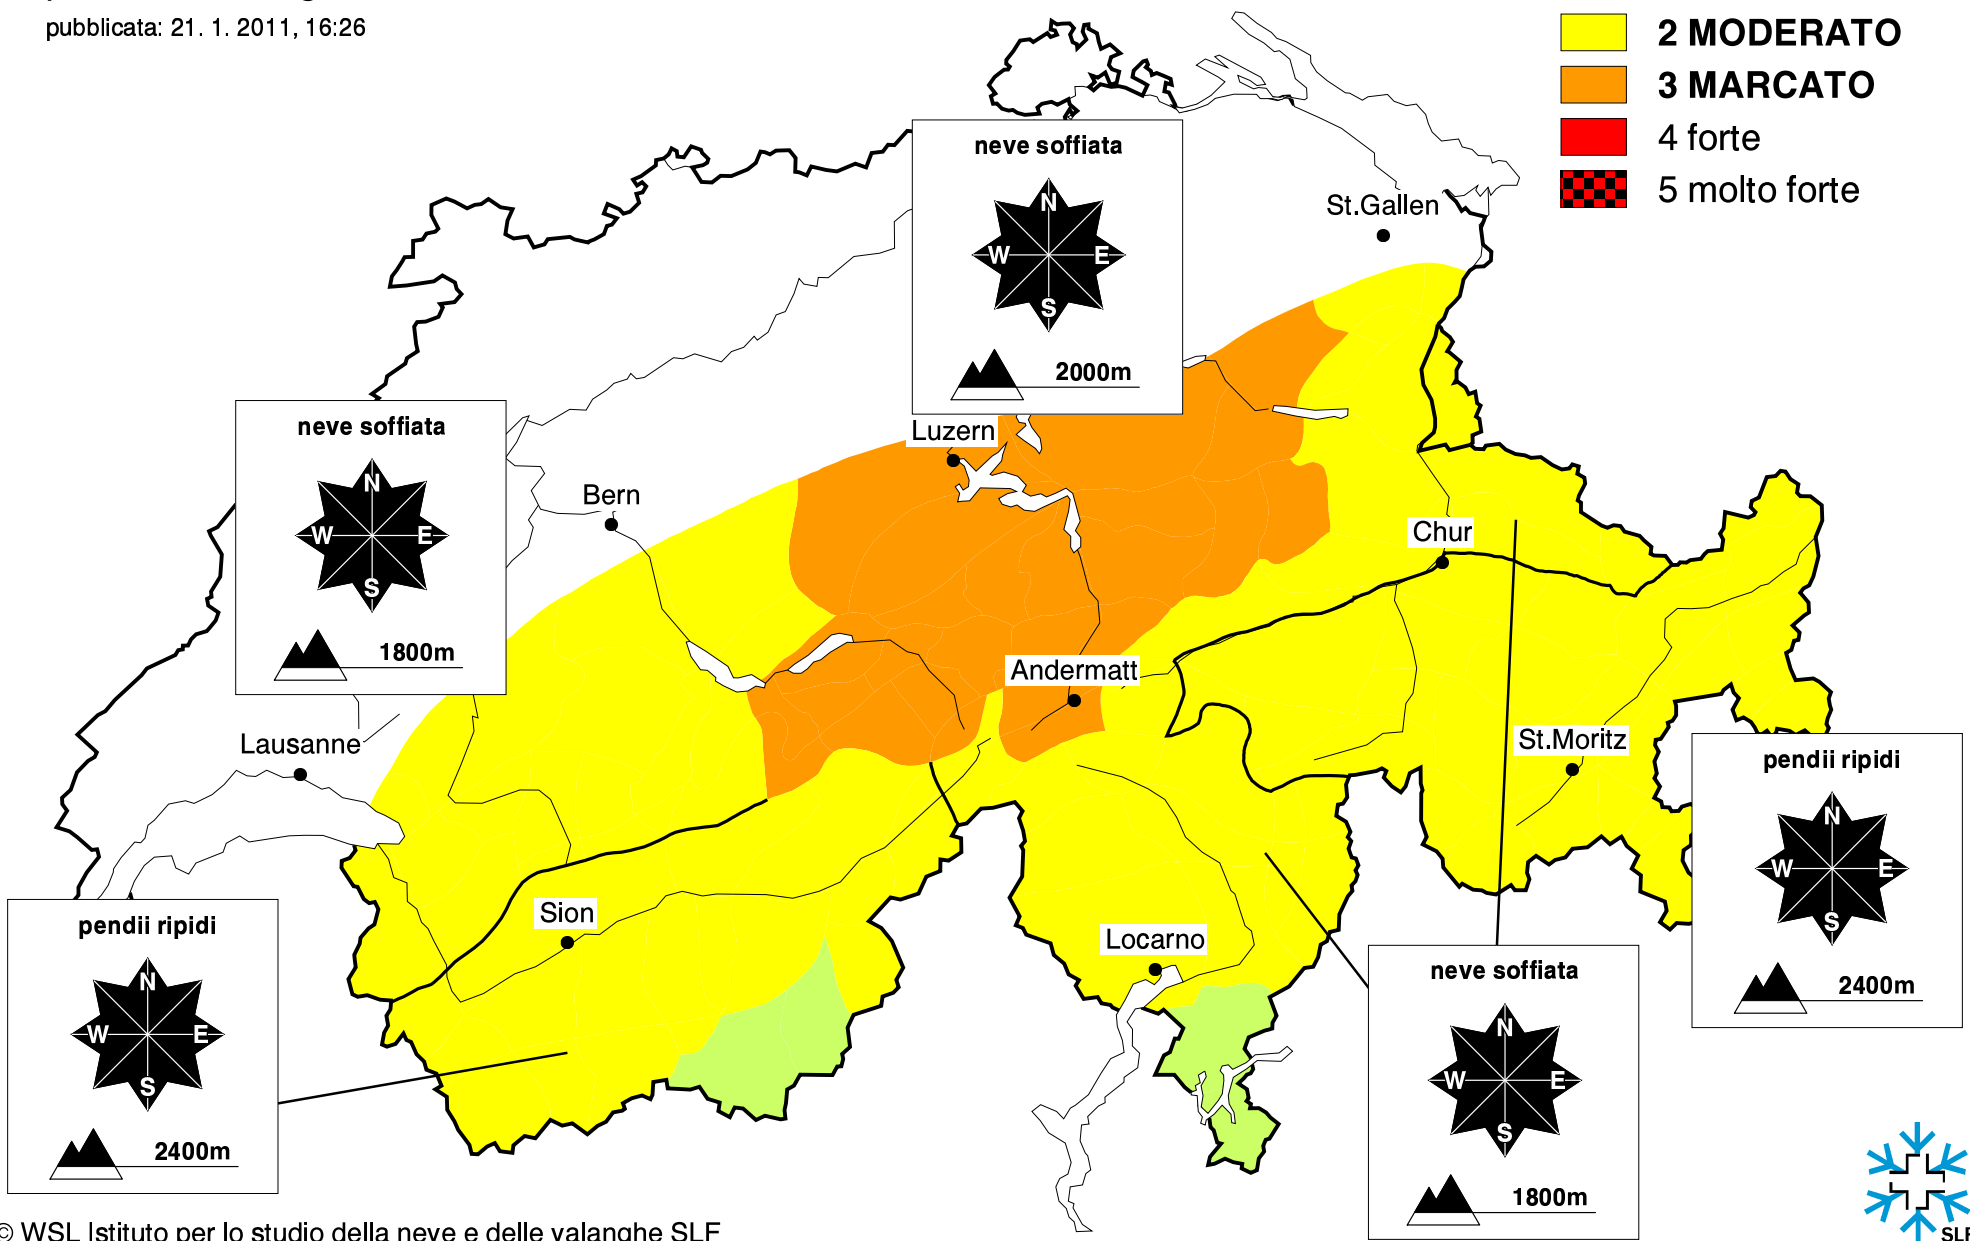 pubblicata: 21. 1. 2011, 16:26
2 MODERATO
3 MARCATO
4 forte
5 molto forte
neve soffiata
N
W E
S
2000m
St.Gallen
neve soffiata
N
W E
S
1800m
Luzern
Bern
Chur
Andermatt
Lausanne
St.Moritz
pendii ripidi
N
W E
S
2400m
Sion
Locarno
pendii ripidi
N
W E
S
2400m
neve soffiata
N
W E
S
1800m
© WSL Istituto per lo studio della neve e delle valanghe SLF
SLF